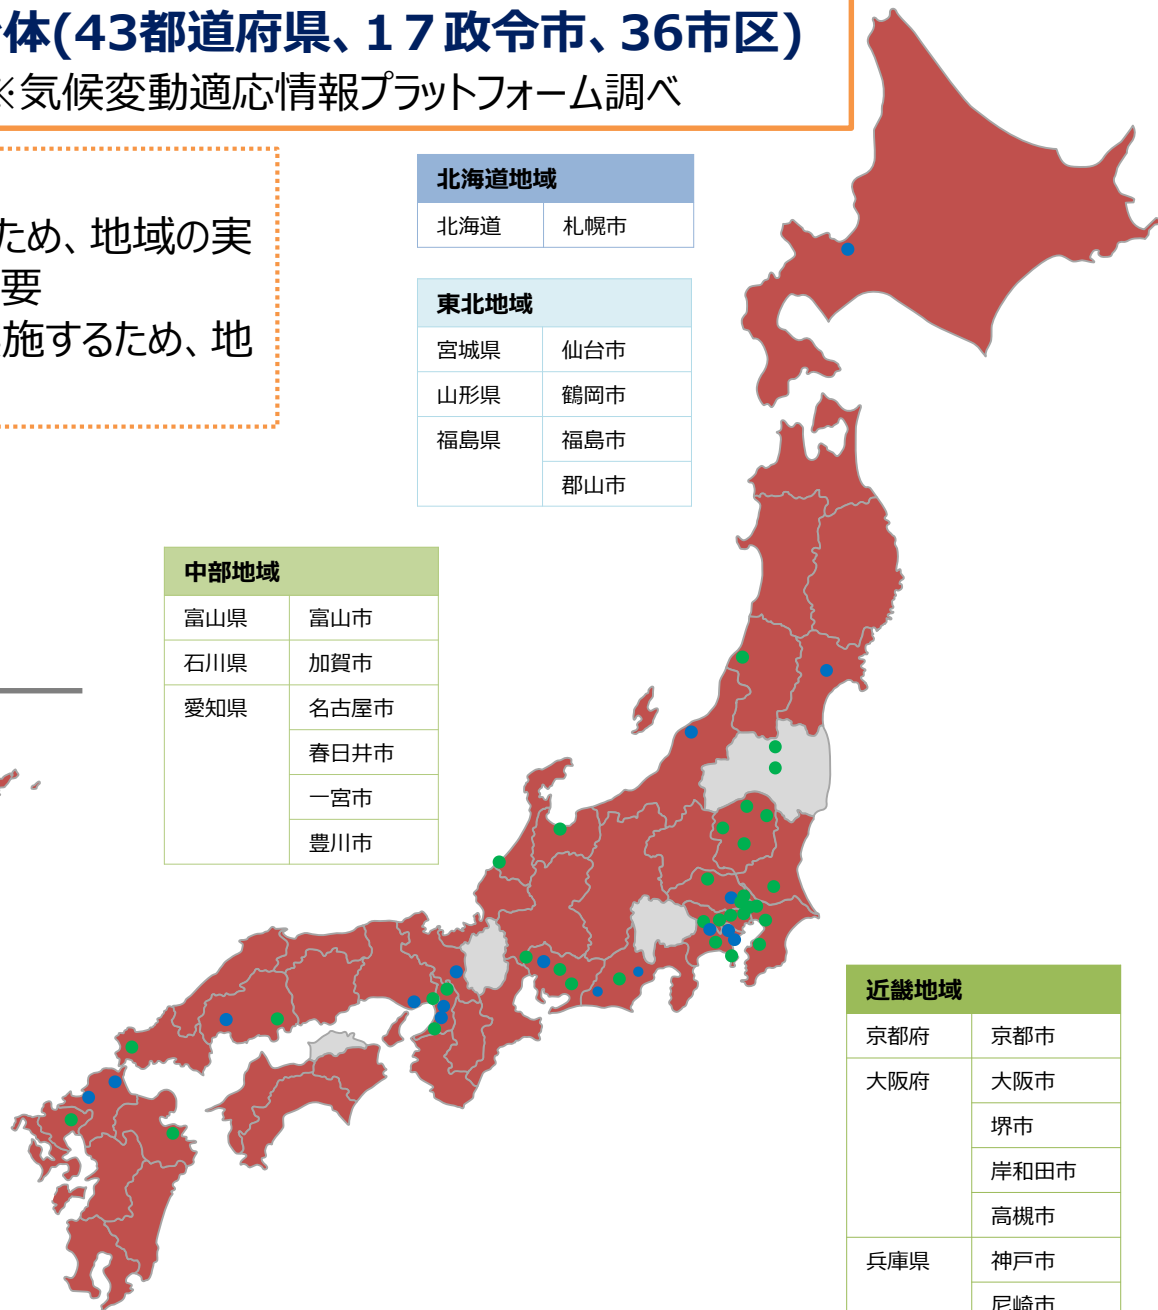 体(43都道府県、１７政令市、36市区)
※気候変動適応情報プラットフォーム調べ
ため、地域の実
要
施するため、地
北海道地域
北海道 札幌市
東北地域
宮城県 仙台市
山形県 鶴岡市
福島県 福島市
郡山市
中部地域
富山県 富山市
石川県 加賀市
愛知県 名古屋市
春日井市
一宮市
豊川市
近畿地域
京都府 京都市
大阪府 大阪市
堺市
岸和田市
高槻市
兵庫県 神戸市
尼崎市